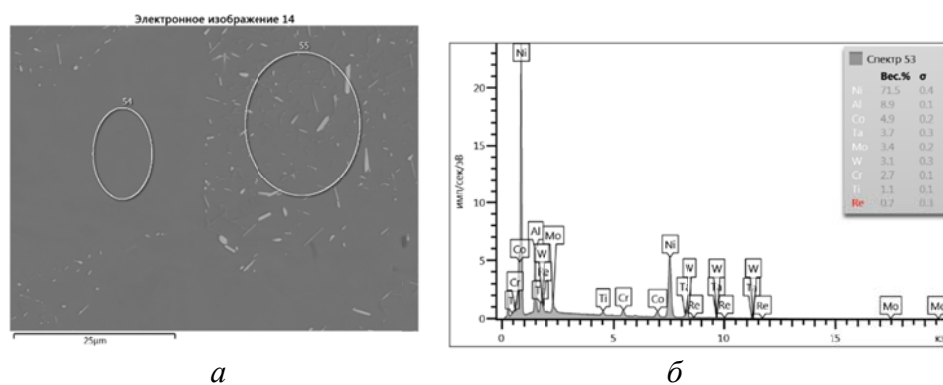 Электронное изображение 14
54
55
25µm
а
имп/сек/эВ
20
15
10
5
0
Ni
Co
Cr
Al
W
Mo
Ti
Cr
Co
Ni
W
Ta
Re
W
Re
W
Re
Mo
Mo
0
5
10
15
20
Спектр 53
Вес.% σ
Ni 71.5 0.4
Al 8.9 0.1
Co 4.9 0.2
Ta 3.7 0.3
Mo 3.4 0.2
W 3.1 0.3
Cr 2.7 0.1
Ti 1.1 0.1
Re 0.7 0.3
б